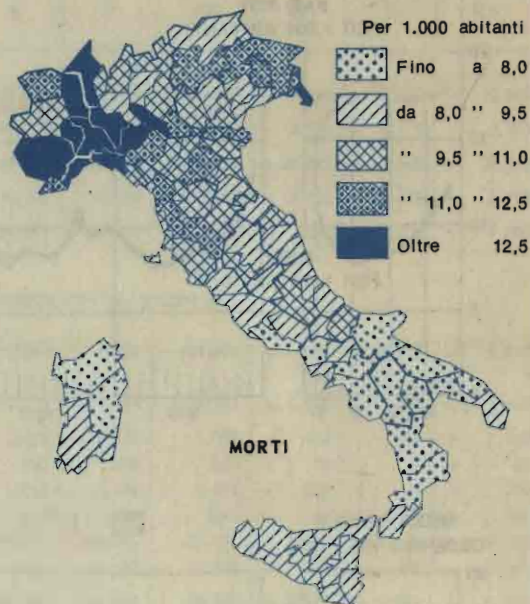 Per 1.000 abitanti
Fino a 8,0
da 8,0 " 9,5
" 9,5 " 11,0
" 11,0 " 12,5
Oltre 12,5
MORTI